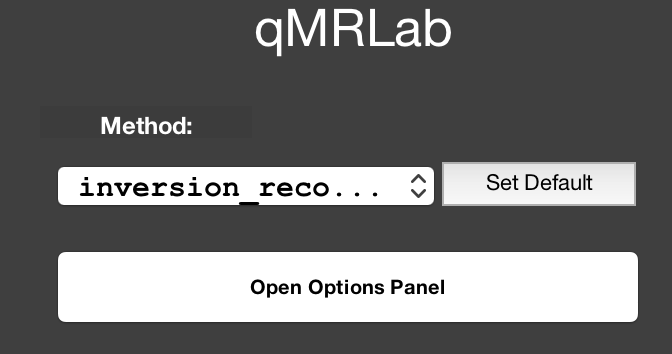 qMRLab
Method:
inversion_reco...
Set Default
Open Options Panel